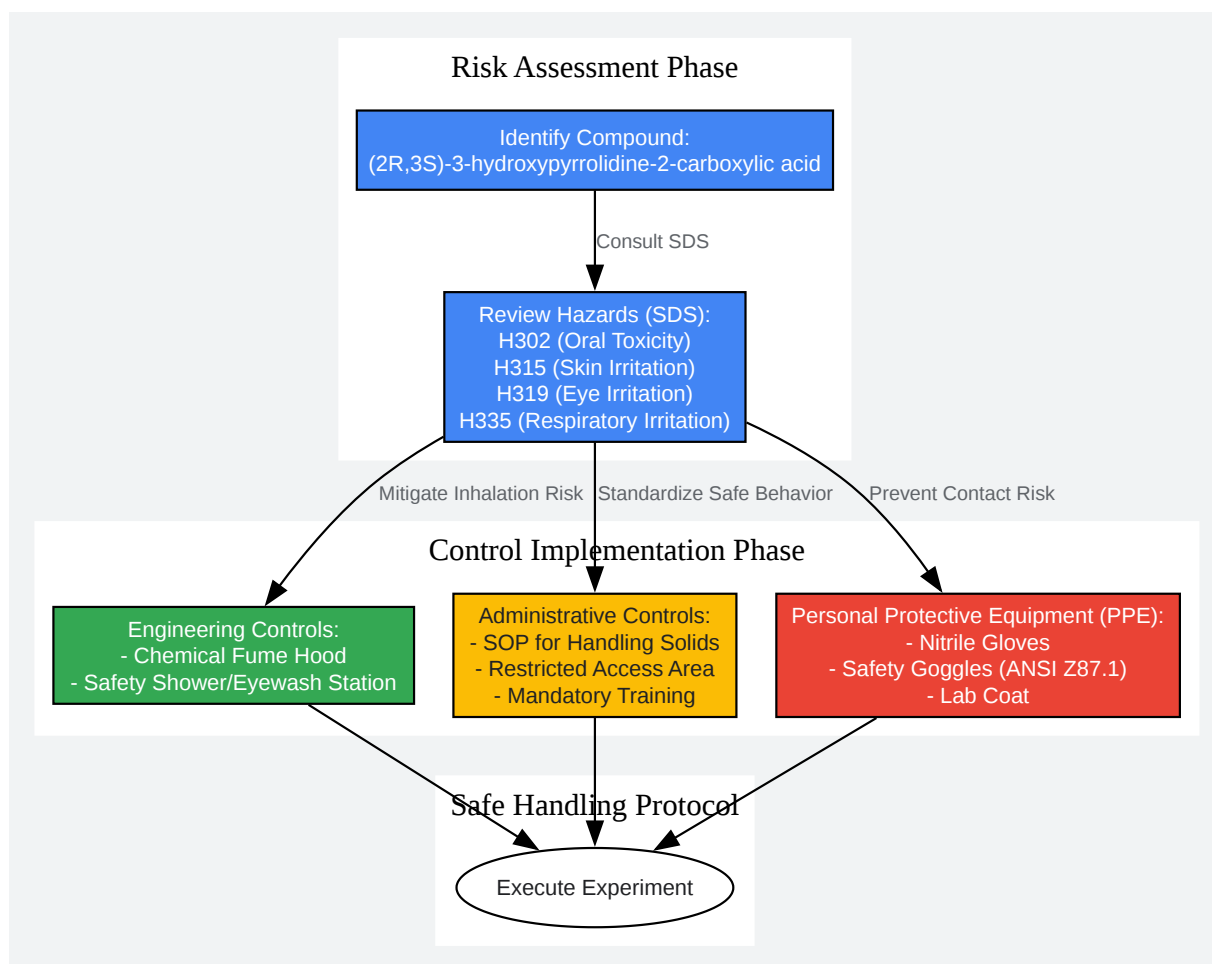 Risk Assessment Phase
Identify Compound:
(2R,3S)-3-hydroxypyrrolidine-2-carboxylic acid
Consult SDS
Review Hazards (SDS):
H302 (Oral Toxicity)
H315 (Skin Irritation)
H319 (Eye Irritation)
H335 (Respiratory Irritation)
Mitigate Inhalation Risk
Standardize Safe Behavior
Prevent Contact Risk
Control Implementation Phase
Engineering Controls:
- Chemical Fume Hood
- Safety Shower/Eyewash Station
Administrative Controls:
- SOP for Handling Solids
- Restricted Access Area
- Mandatory Training
Personal Protective Equipment (PPE):
- Nitrile Gloves
- Safety Goggles (ANSI Z87.1)
- Lab Coat
Safe Handling Protocol
Execute Experiment